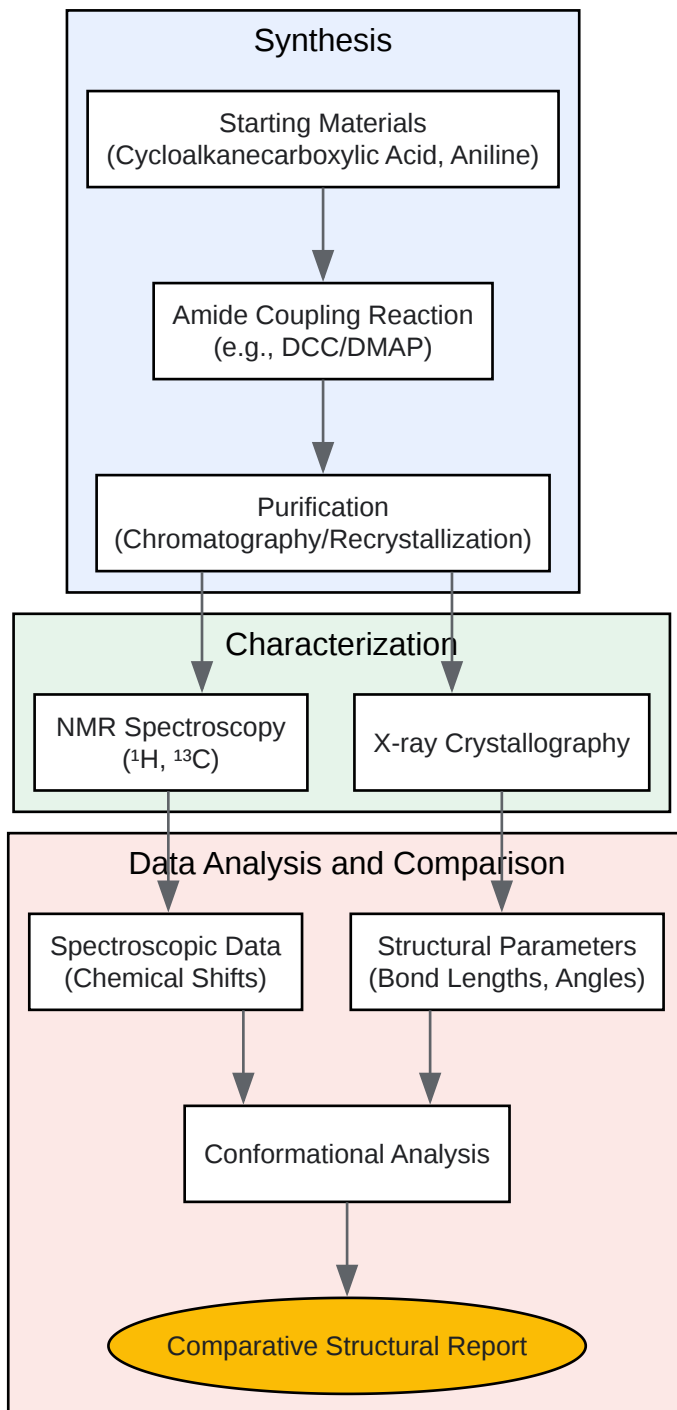 Synthesis
Starting Materials
(Cycloalkanecarboxylic Acid, Aniline)
Amide Coupling Reaction
(e.g., DCC/DMAP)
Purification
(Chromatography/Recrystallization)
Characterization
NMR Spectroscopy
(¹H, ¹³C)
X-ray Crystallography
Data Analysis and Comparison
Spectroscopic Data
(Chemical Shifts)
Structural Parameters
(Bond Lengths, Angles)
Conformational Analysis
Comparative Structural Report